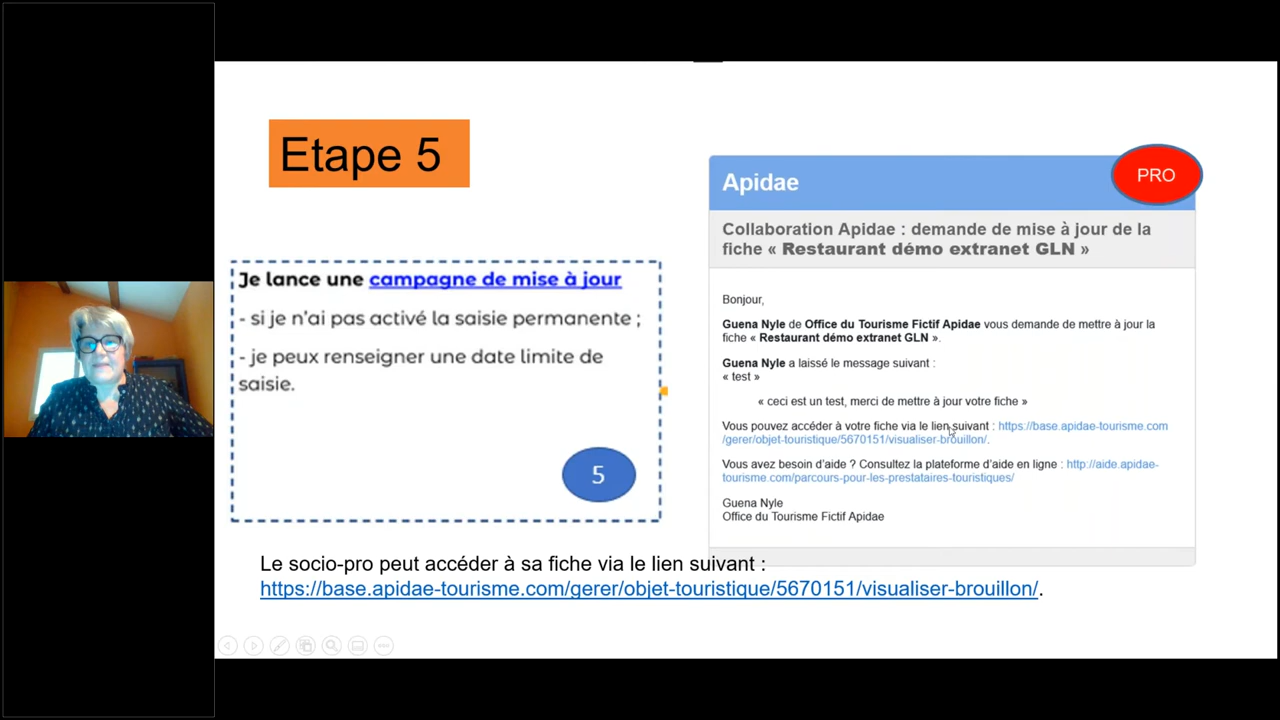 Etape 5
Je lance une campagne de mise à jour
- si je n'ai pas activé la saisie permanente ;
- je peux renseigner une date limite de
saisie.
5
PRO
Apidae
Collaboration Apidae : demande de mise à jour de la
fiche « Restaurant démo extranet GLN »
Bonjour,
Guena Nyle de Office du Tourisme Fictif Apidae vous demande de mettre à jour la
fiche « Restaurant démo extranet GLN ».
Guena Nyle a laissé le message suivant :
« test »
« ceci est un test, merci de mettre à jour votre fiche »
Vous pouvez accéder à votre fiche via le lien suivant : https://base.apidae-tourisme.com
/gerer/objet-touristique/5670151/visualiser-brouillon/.
Vous avez besoin d'aide ? Consultez la plateforme d'aide en ligne : http://aide.apidae-
tourisme.com/parcours-pour-les-prestataires-touristiques/
Guena Nyle
Office du Tourisme Fictif Apidae
Le socio-pro peut accéder à sa fiche via le lien suivant :
https://base.apidae-tourisme.com/gerer/objet-touristique/5670151/visualiser-brouillon/.